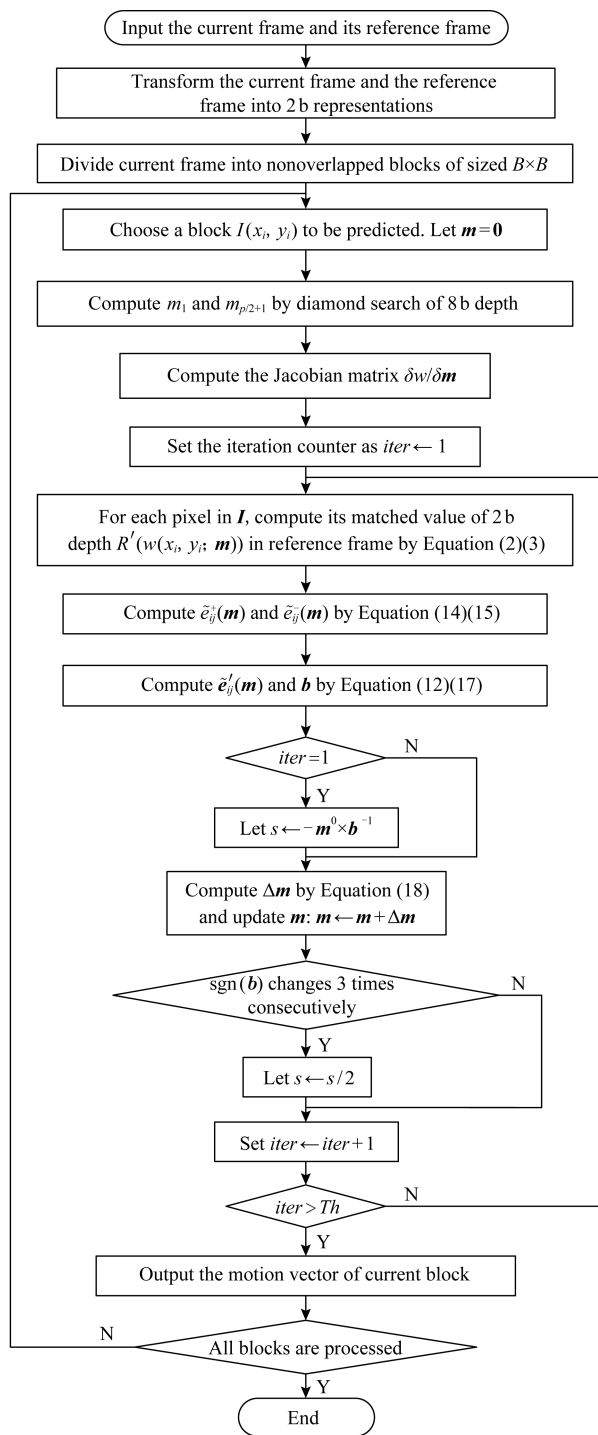 Input the current frame and its reference frame
Transform the current frame and the reference
frame into 2 b representations
Divide current frame into nonoverlapped blocks of sized B×B
Choose a block I(xᵢ, yᵢ) to be predicted. Let m=0
Compute m₁ and m_{p/2+1} by diamond search of 8 b depth
Compute the Jacobian matrix δw/δm
Set the iteration counter as iter ← 1
For each pixel in I, compute its matched value of 2 b
depth R′(w(xᵢ, yᵢ; m)) in reference frame by Equation (2)(3)
Compute ẽ⁺ᵢⱼ(m) and ẽ⁻ᵢⱼ(m) by Equation (14)(15)
Compute ẽ′ᵢⱼ(m) and b by Equation (12)(17)
iter=1
N
Y
Let s ← −m⁰×b⁻¹
Compute Δm by Equation (18)
and update m: m ← m + Δm
sgn(b) changes 3 times
consecutively
N
Y
Let s ← s/2
Set iter ← iter + 1
iter > Th
N
Y
Output the motion vector of current block
N
All blocks are processed
Y
End